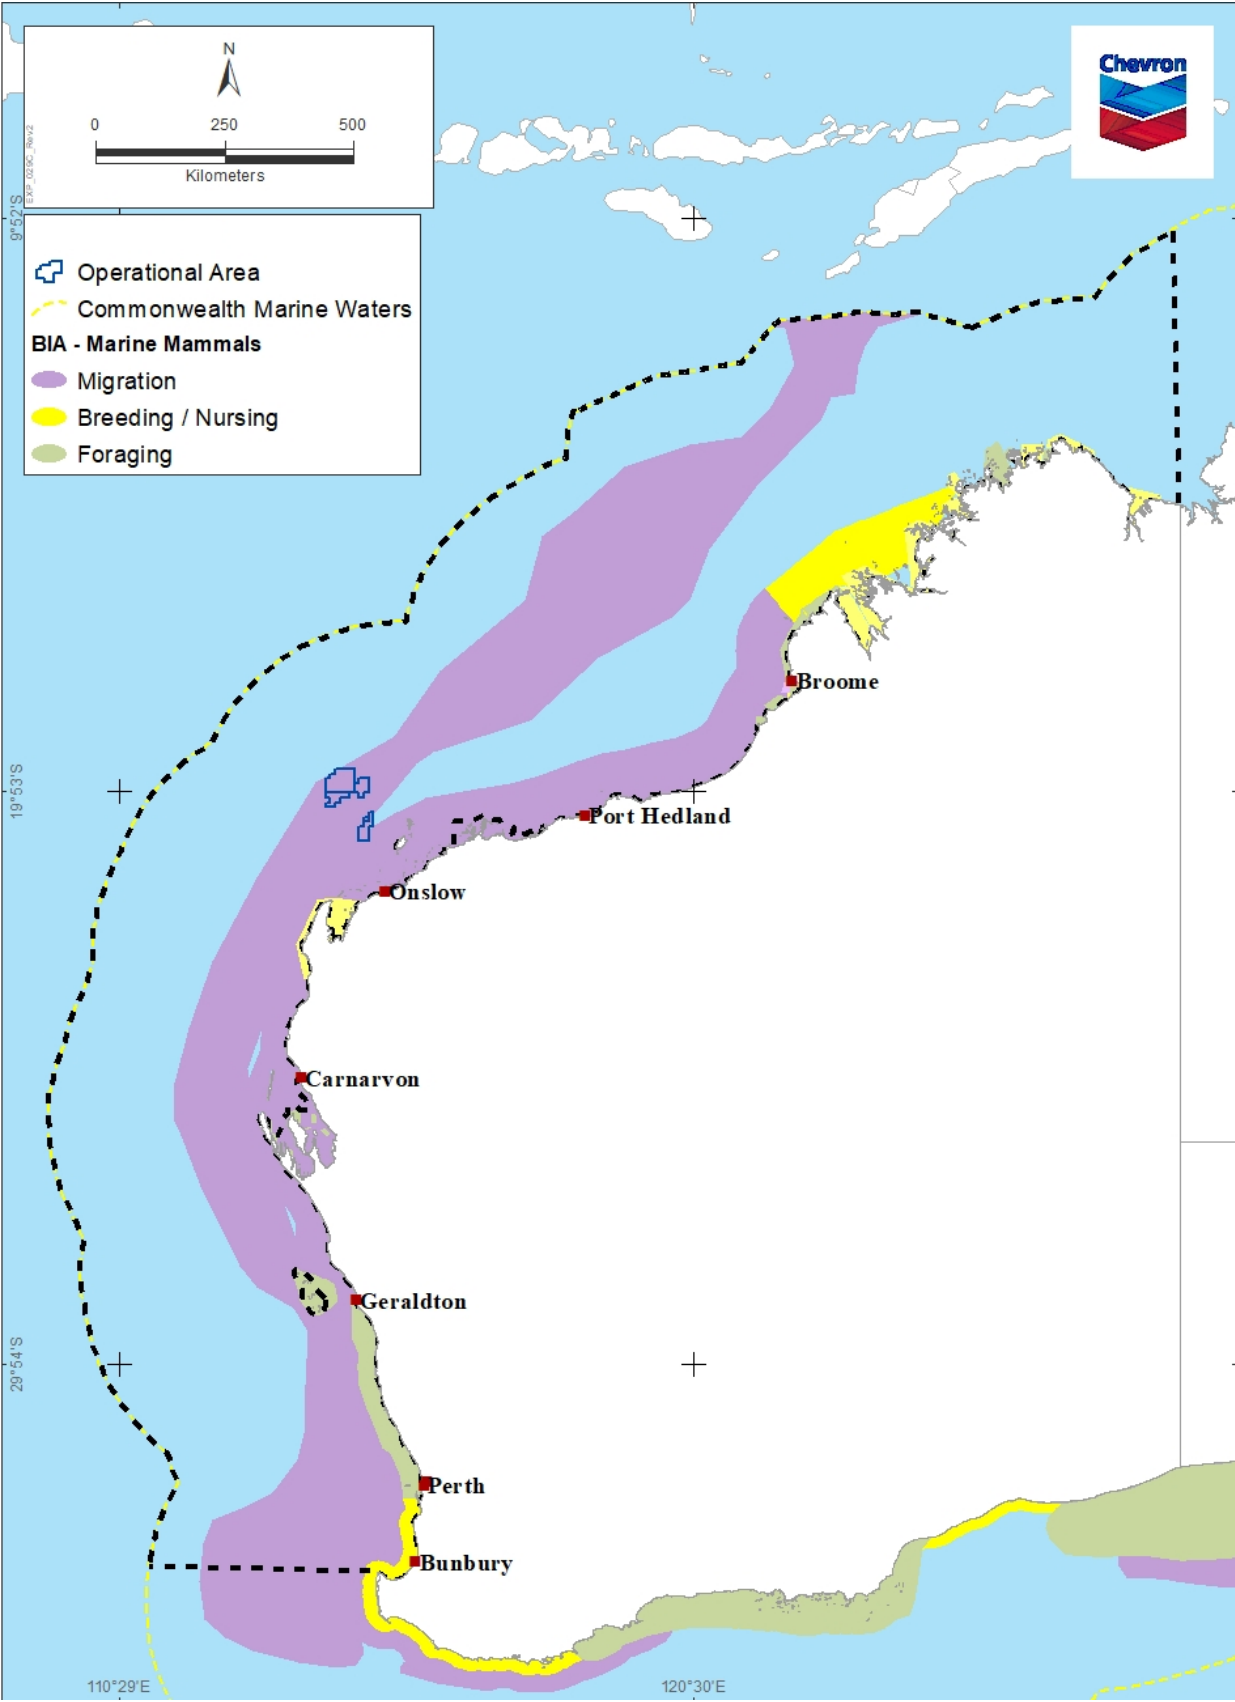 N
0 250 500
Kilometers
EXP_029C_Rev2
Chevron
9°52'S
Operational Area
Commonwealth Marine Waters
BIA - Marine Mammals
Migration
Breeding / Nursing
Foraging
Broome
19°53'S
Port Hedland
Onslow
Carnarvon
Geraldton
29°54'S
Perth
Bunbury
110°29'E 120°30'E